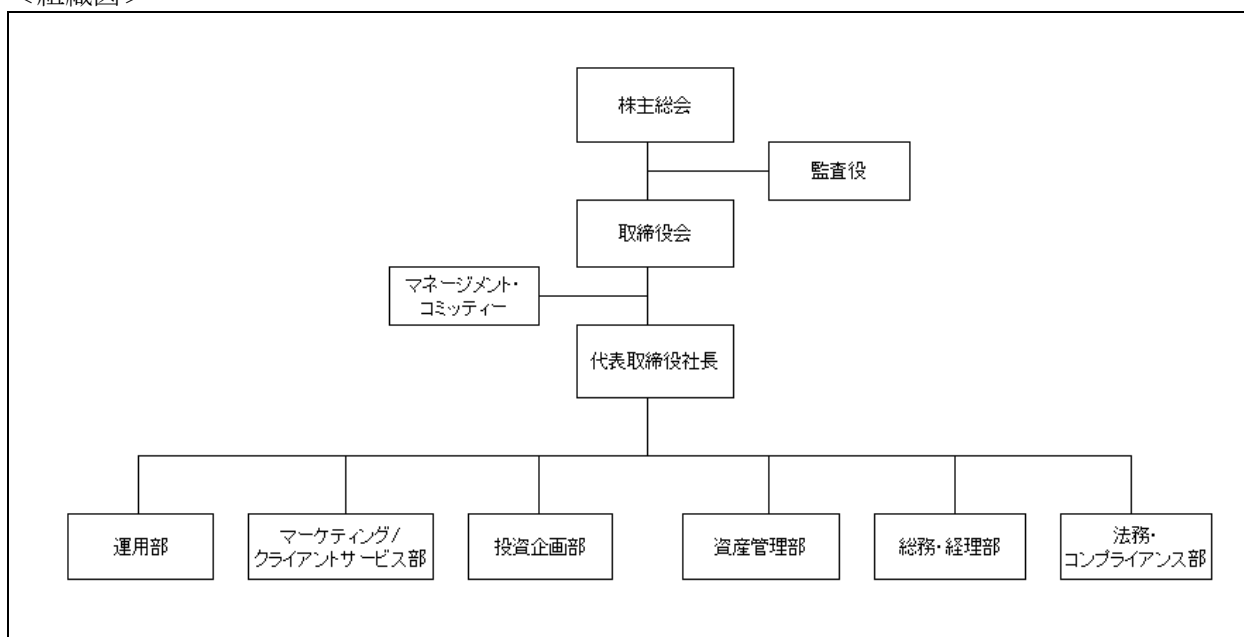 <組織図>
株主総会
監査役
取締役会
マネージメント・
コミッティー
代表取締役社長
運用部
マーケティング/
クライアントサービス部
投資企画部
資産管理部
総務・経理部
法務・
コンプライアンス部